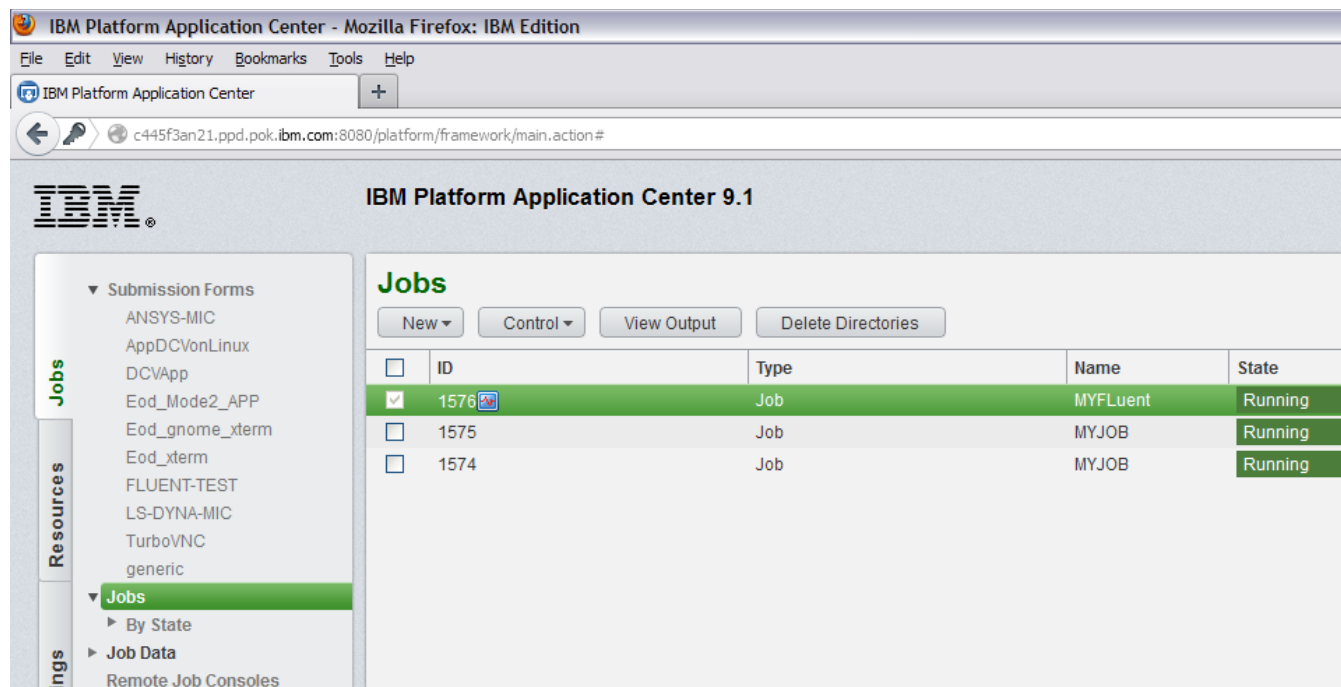 IBM Platform Application Center - Mozilla Firefox: IBM Edition
File Edit View History Bookmarks Tools Help
IBM Platform Application Center +
c445f3an21.ppd.pok.ibm.com:8080/platform/framework/main.action#
IBM®
IBM Platform Application Center 9.1
Jobs
Resources
Submission Forms
ANSYS-MIC
AppDCVonLinux
DCVApp
Eod_Mode2_APP
Eod_gnome_xterm
Eod_xterm
FLUENT-TEST
LS-DYNA-MIC
TurboVNC
generic
Jobs
By State
Job Data
Remote Job Consoles
Jobs
New Control View Output Delete Directories
ID Type Name State
1576 Job MYFLuent Running
1575 Job MYJOB Running
1574 Job MYJOB Running